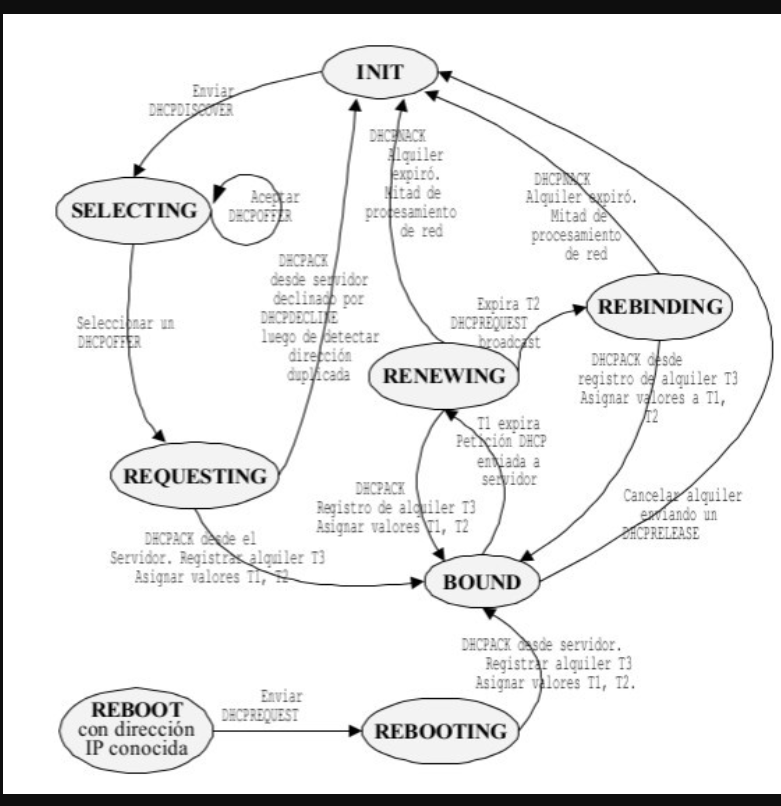 INIT
Enviar
DHCPDISCOVER
SELECTING
Aceptar
DHCPOFFER
DHCPNACK
Alquiler
expiró.
Mitad de
procesamiento
de red
DHCPNACK
Alquiler expiró.
Mitad de
procesamiento
de red
DHCPACK
desde servidor
declinado por
DHCPDECLINE
luego de detectar
dirección
duplicada
Seleccionar un
DHCPOFFER
Expira T2
DHCPREQUEST
broadcast
REBINDING
RENEWING
DHCPACK desde
registro de alquiler T3
Asignar valores a T1,
T2
T1 expira
Petición DHCP
enviada a
servidor
REQUESTING
DHCPACK
Registro de alquiler T3
Asignar valores T1, T2
Cancelar alquiler
enviando un
DHCPRELEASE
DHCPACK desde el
Servidor. Registrar alquiler T3
Asignar valores T1, T2
BOUND
DHCPACK desde servidor.
Registrar alquiler T3
Asignar valores T1, T2.
REBOOT
con dirección
IP conocida
Enviar
DHCPREQUEST
REBOOTING